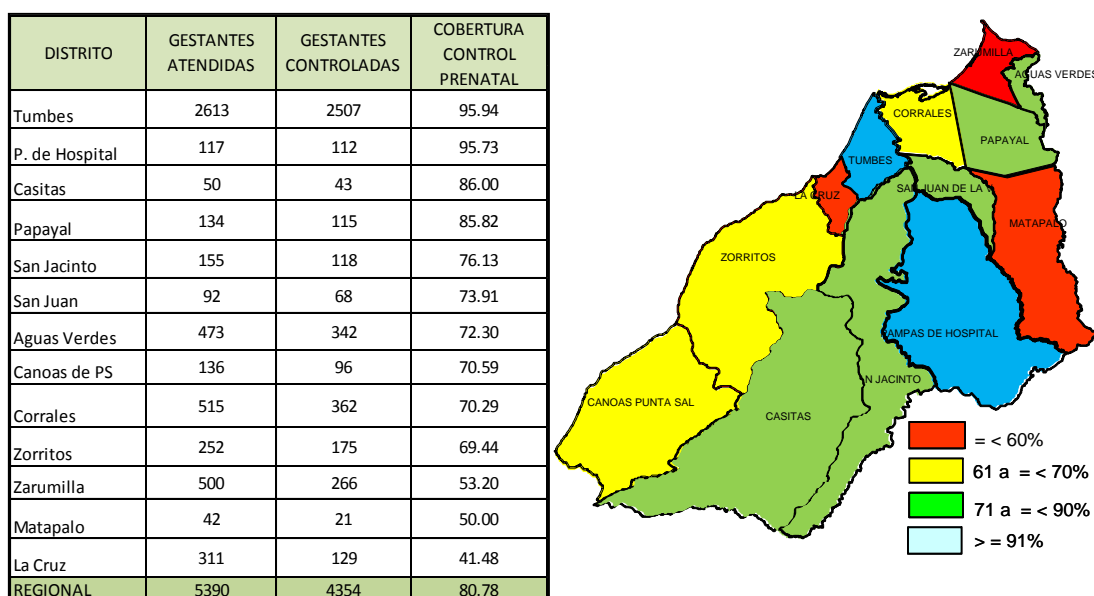 DISTRITO GESTANTES ATENDIDAS GESTANTES CONTROLADAS COBERTURA CONTROL PRENATAL
Tumbes 2613 2507 95.94
P. de Hospital 117 112 95.73
Casitas 50 43 86.00
Papayal 134 115 85.82
San Jacinto 155 118 76.13
San Juan 92 68 73.91
Aguas Verdes 473 342 72.30
Canoas de PS 136 96 70.59
Corrales 515 362 70.29
Zorritos 252 175 69.44
Zarumilla 500 266 53.20
Matapalo 42 21 50.00
La Cruz 311 129 41.48
REGIONAL 5390 4354 80.78
ZARUMILLA
AGUAS VERDES
CORRALES
PAPAYAL
TUMBES
SAN JUAN DE LA V
LA CRUZ
MATAPALO
ZORRITOS
PAMPAS DE HOSPITAL
N JACINTO
CANOAS PUNTA SAL
CASITAS
= < 60%
61 a = < 70%
71 a = < 90%
> = 91%